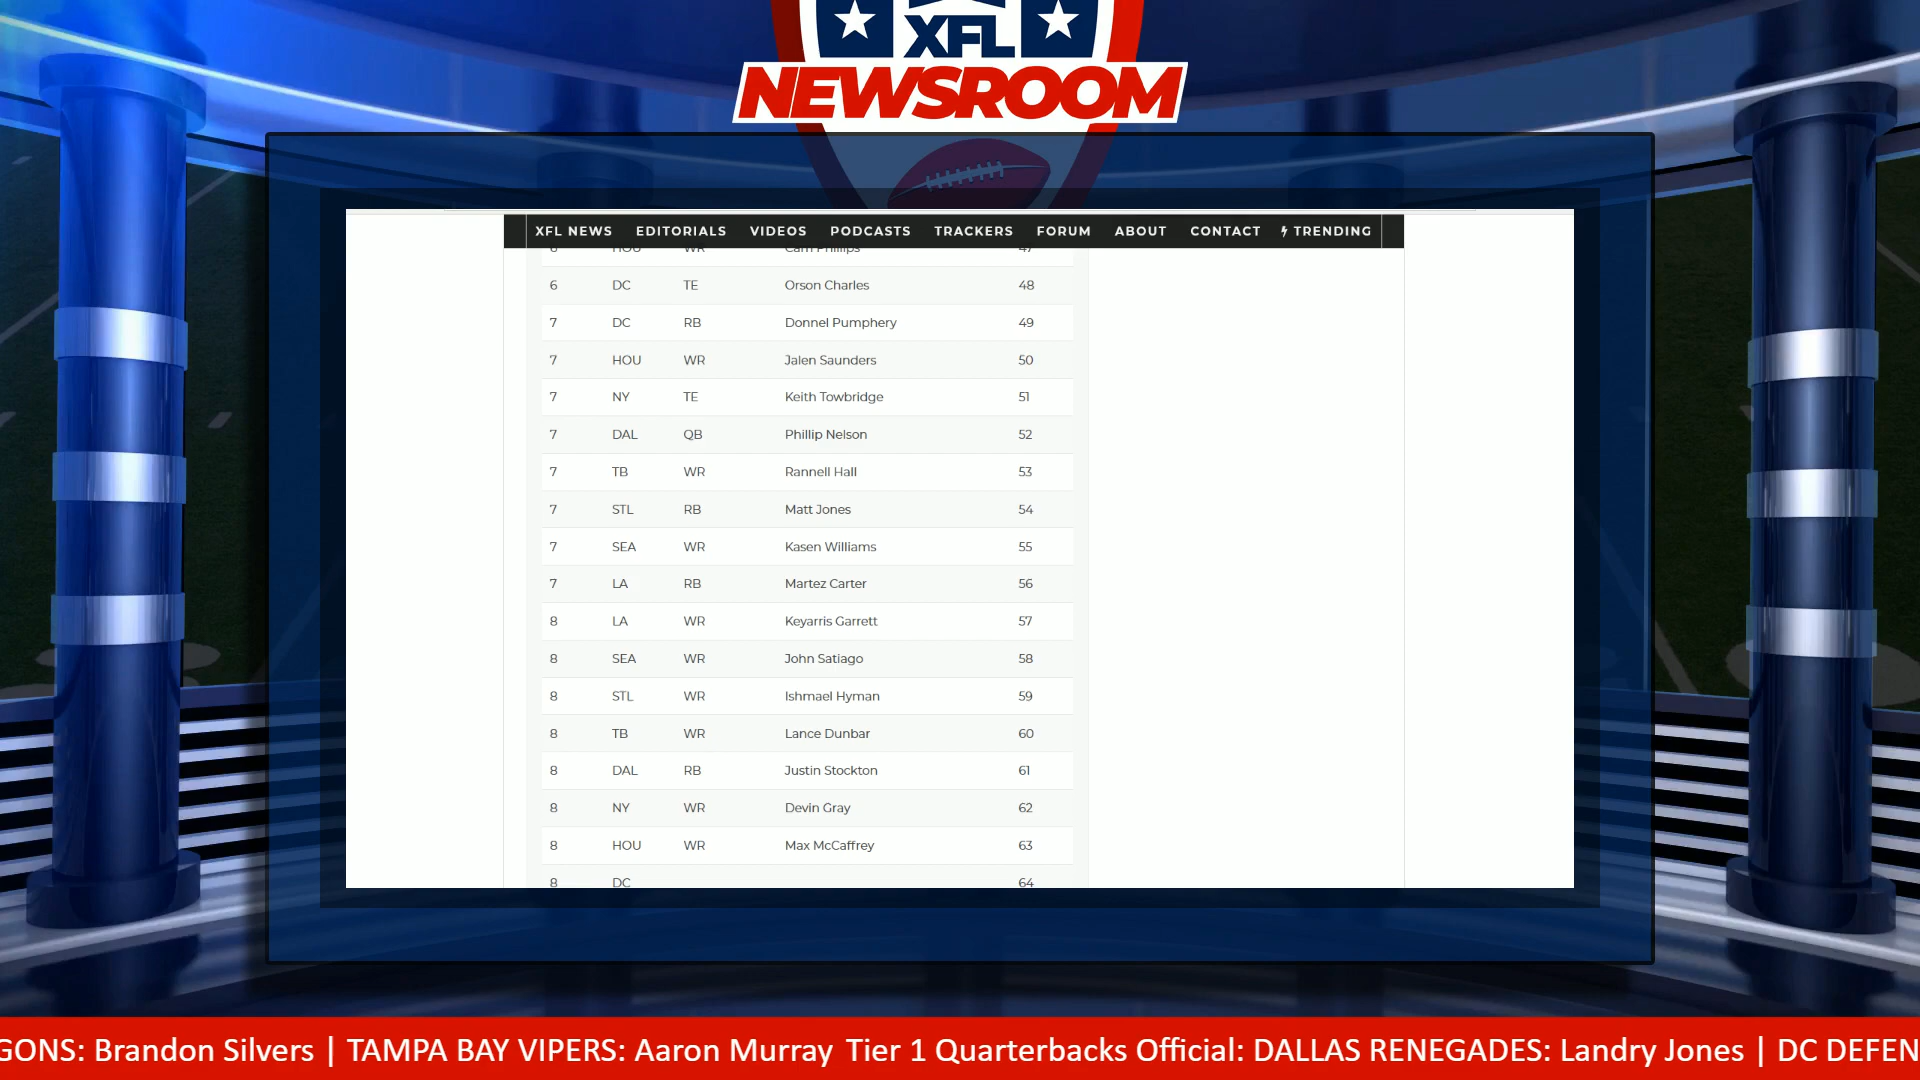 XFL
NEWSROOM
XFL NEWS EDITORIALS VIDEOS PODCASTS TRACKERS FORUM ABOUT CONTACT TRENDING
6 HOU WR Cam Phillips 47
6 DC TE Orson Charles 48
7 DC RB Donnel Pumphery 49
7 HOU WR Jalen Saunders 50
7 NY TE Keith Towbridge 51
7 DAL QB Phillip Nelson 52
7 TB WR Rannell Hall 53
7 STL RB Matt Jones 54
7 SEA WR Kasen Williams 55
7 LA RB Martez Carter 56
8 LA WR Keyarris Garrett 57
8 SEA WR John Satiago 58
8 STL WR Ishmael Hyman 59
8 TB WR Lance Dunbar 60
8 DAL RB Justin Stockton 61
8 NY WR Devin Gray 62
8 HOU WR Max McCaffrey 63
8 DC 64
GONS: Brandon Silvers | TAMPA BAY VIPERS: Aaron Murray Tier 1 Quarterbacks Official: DALLAS RENEGADES: Landry Jones | DC DEFEN